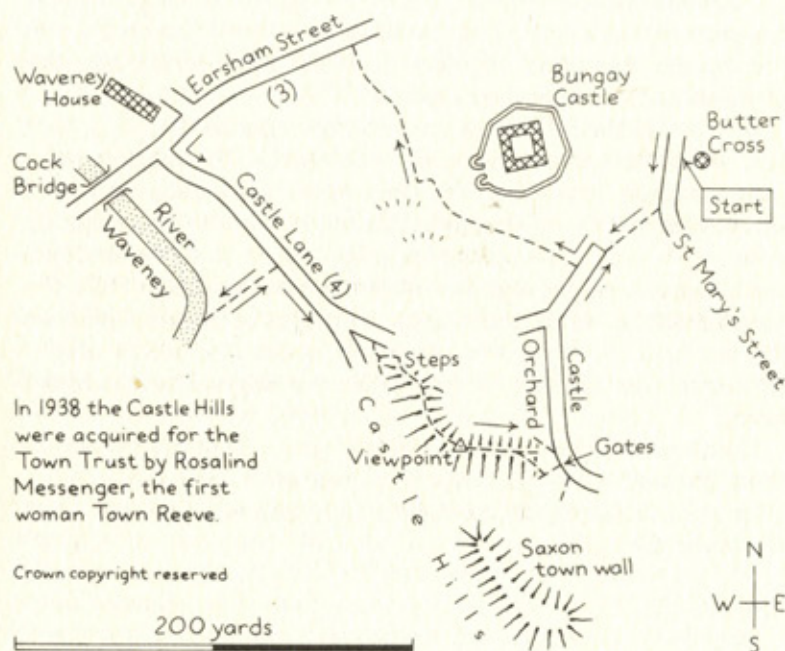 Waveney
House
Earsham Street
(3)
Bungay
Castle
Butter
Cross
Start
Cock
Bridge
River
Waveney
Castle Lane (4)
St Mary's Street
Steps
Orchard
Castle
Viewpoint
Gates
Castle Hills
Saxon
town wall
In 1938 the Castle Hills
were acquired for the
Town Trust by Rosalind
Messenger, the first
woman Town Reeve.
Crown copyright reserved
200 yards
N
W E
S